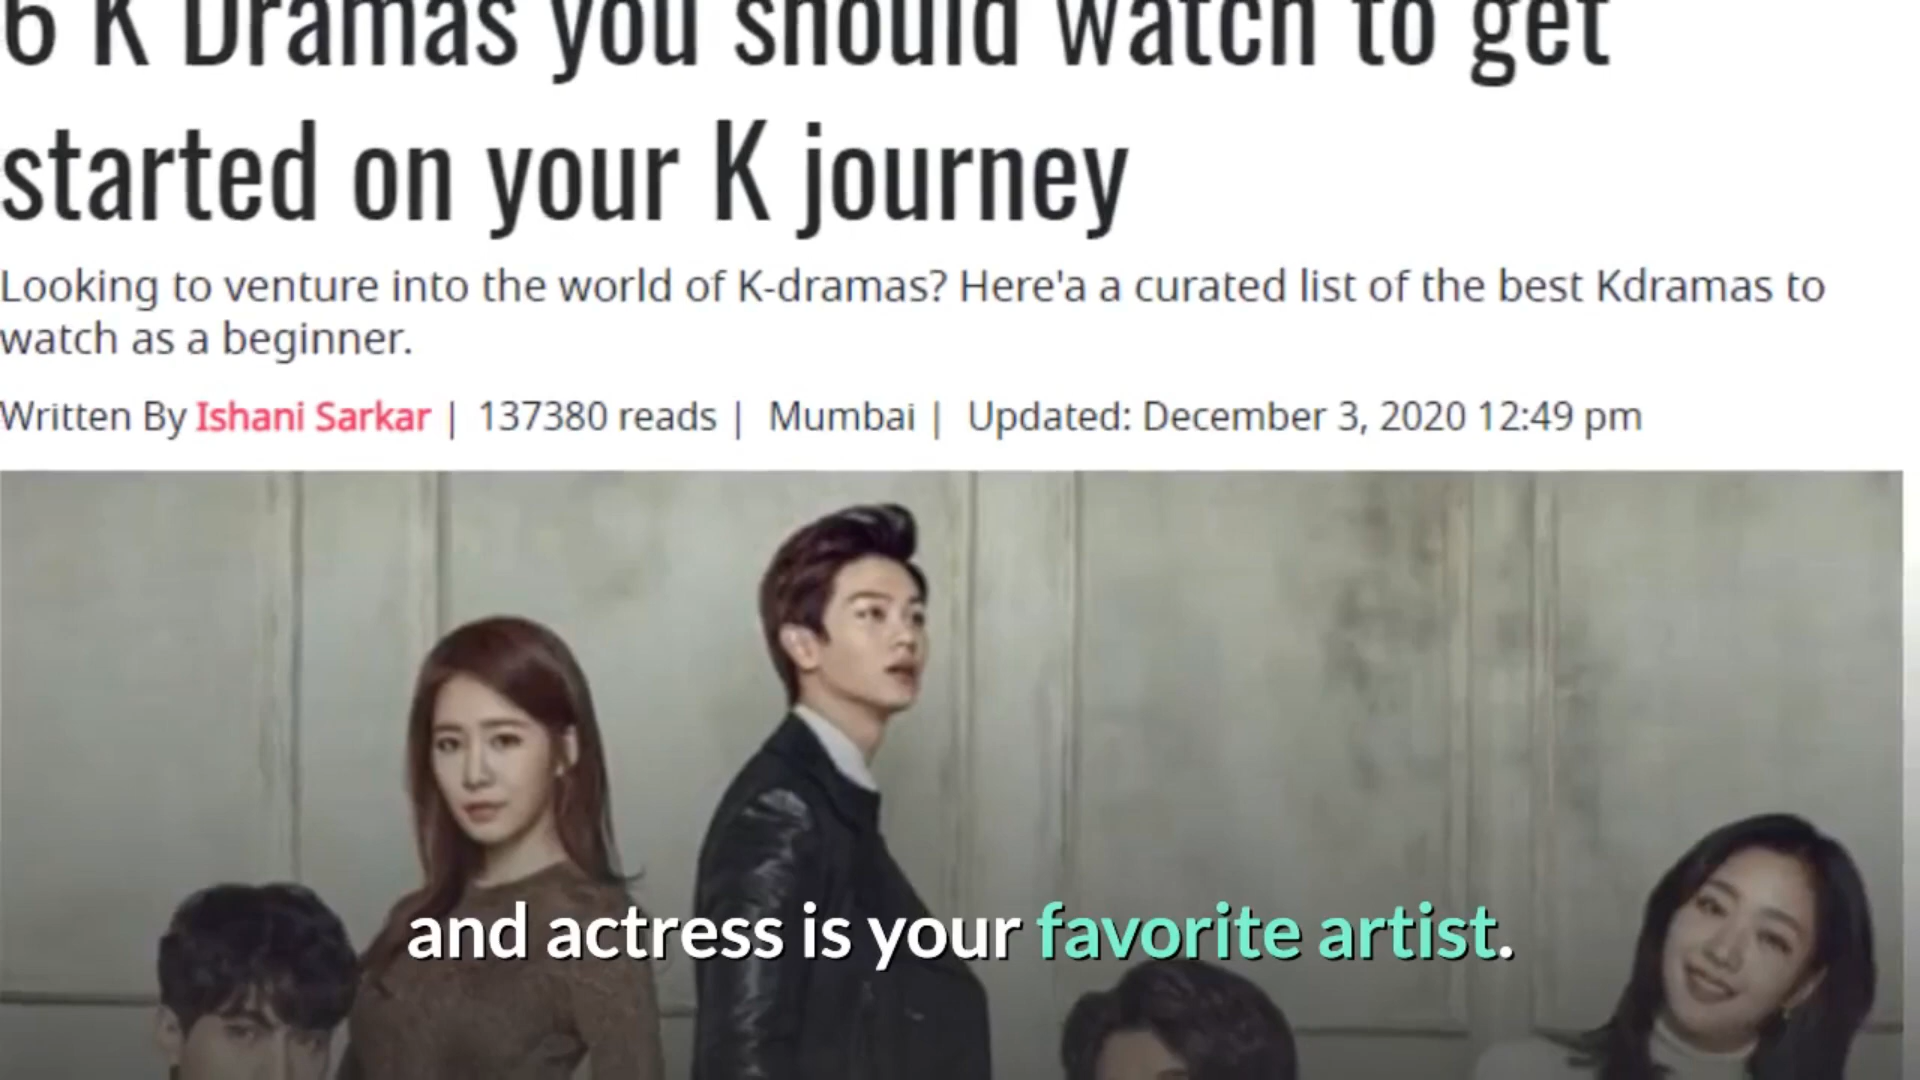 6 K Dramas you should watch to get
started on your K journey
Looking to venture into the world of K-dramas? Here'a a curated list of the best Kdramas to
watch as a beginner.
Written By Ishani Sarkar | 137380 reads | Mumbai | Updated: December 3, 2020 12:49 pm
and actress is your favorite artist.